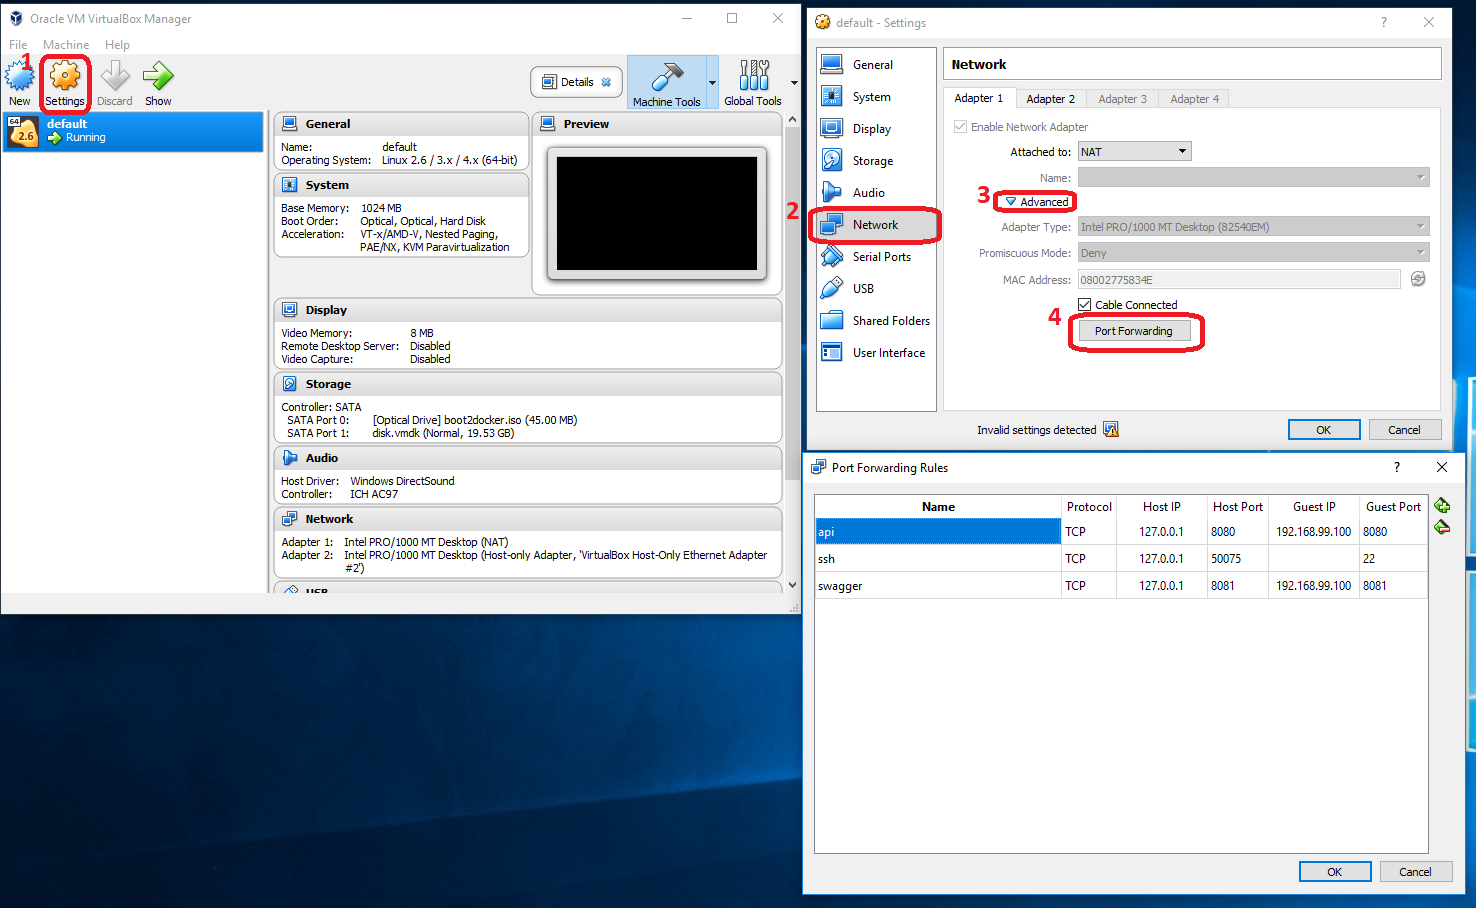 Oracle VM VirtualBox Manager
File Machine Help
1
New Settings Discard Show
Details
Machine Tools Global Tools
64
2.6
default
Running
General
Name: default
Operating System: Linux 2.6 / 3.x / 4.x (64-bit)
Preview
System
Base Memory: 1024 MB
Boot Order: Optical, Optical, Hard Disk
Acceleration: VT-x/AMD-V, Nested Paging,
PAE/NX, KVM Paravirtualization
Display
Video Memory: 8 MB
Remote Desktop Server: Disabled
Video Capture: Disabled
Storage
Controller: SATA
SATA Port 0: [Optical Drive] boot2docker.iso (45.00 MB)
SATA Port 1: disk.vmdk (Normal, 19.53 GB)
Audio
Host Driver: Windows DirectSound
Controller: ICH AC97
Network
Adapter 1: Intel PRO/1000 MT Desktop (NAT)
Adapter 2: Intel PRO/1000 MT Desktop (Host-only Adapter, 'VirtualBox Host-Only Ethernet Adapter
#2')
USB
default - Settings
?
General
System
Display
Storage
Audio
2
Network
Serial Ports
USB
Shared Folders
User Interface
Network
Adapter 1 Adapter 2 Adapter 3 Adapter 4
Enable Network Adapter
Attached to: NAT
Name:
3
Advanced
Adapter Type: Intel PRO/1000 MT Desktop (82540EM)
Promiscuous Mode: Deny
MAC Address: 08002775834E
Cable Connected
4
Port Forwarding
Invalid settings detected
OK Cancel
Port Forwarding Rules
?
Name Protocol Host IP Host Port Guest IP Guest Port
api TCP 127.0.0.1 8080 192.168.99.100 8080
ssh TCP 127.0.0.1 50075 22
swagger TCP 127.0.0.1 8081 192.168.99.100 8081
OK Cancel